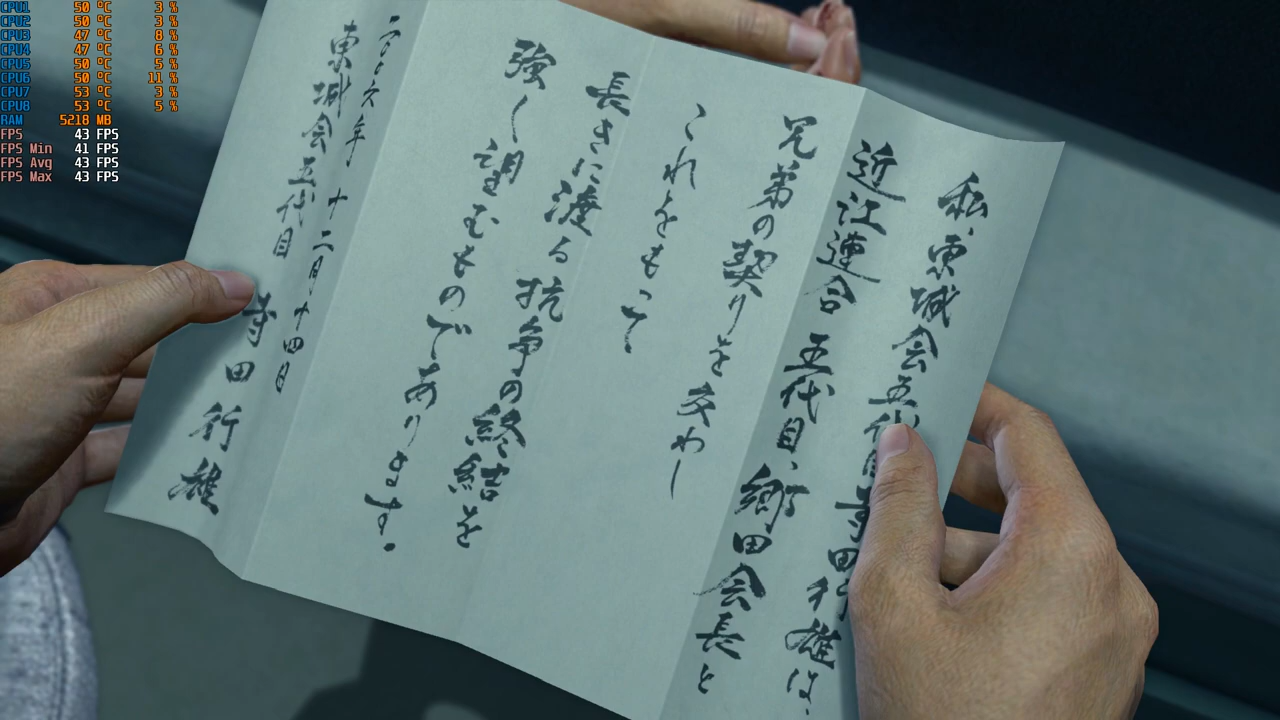 CPU1 50 °C 3 %
CPU2 50 °C 3 %
CPU3 47 °C 8 %
CPU4 47 °C 6 %
CPU5 50 °C 5 %
CPU6 50 °C 11 %
CPU7 53 °C 3 %
CPU8 53 °C 5 %
RAM 5218 MB
FPS 43 FPS
FPS Min 41 FPS
FPS Avg 43 FPS
FPS Max 43 FPS
私、東城会五代目寺田行雄は、
近江連合 五代目、郷田会長と
兄弟の契りを交わし
これをもって
長きに渡る抗争の終結を
強く望むものであります。
二〇〇六年 十二月十四日
東城会五代目 寺田行雄